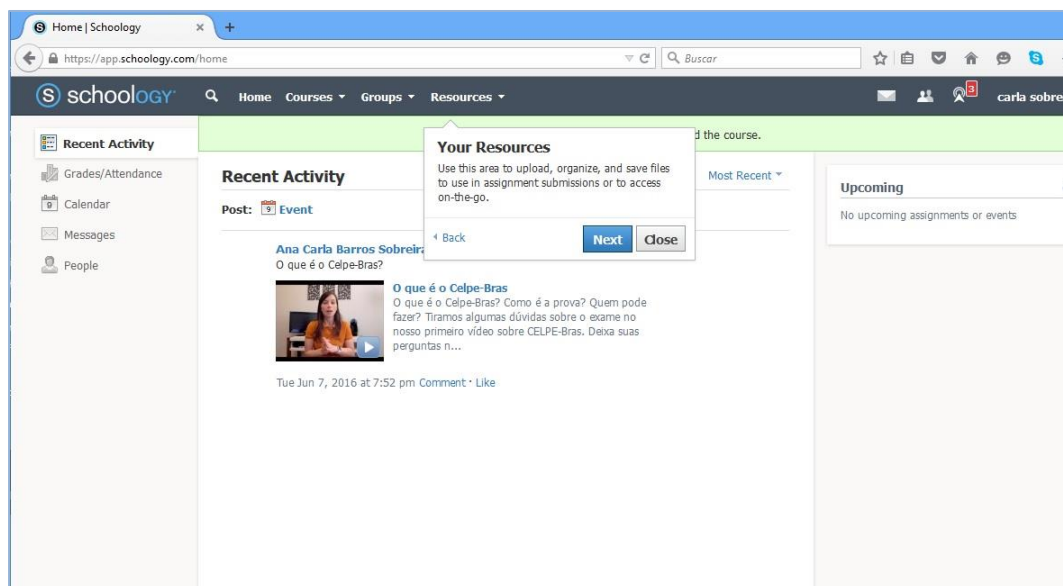 Home | Schoology
https://app.schoology.com/home
Buscar
S schoology
Home Courses Groups Resources
3
carla sobre
d the course.
Recent Activity
Grades/Attendance
9 Calendar
Messages
People
Your Resources
Use this area to upload, organize, and save files
to use in assignment submissions or to access
on-the-go.
Back
Next
Close
Recent Activity
Most Recent
Post: 9 Event
Ana Carla Barros Sobreira
O que é o Celpe-Bras?
O que é o Celpe-Bras
O que é o Celpe-Bras? Como é a prova? Quem pode
fazer? Tiramos algumas dúvidas sobre o exame no
nosso primeiro vídeo sobre CELPE-Bras. Deixa suas
perguntas n...
Tue Jun 7, 2016 at 7:52 pm Comment · Like
Upcoming
No upcoming assignments or events